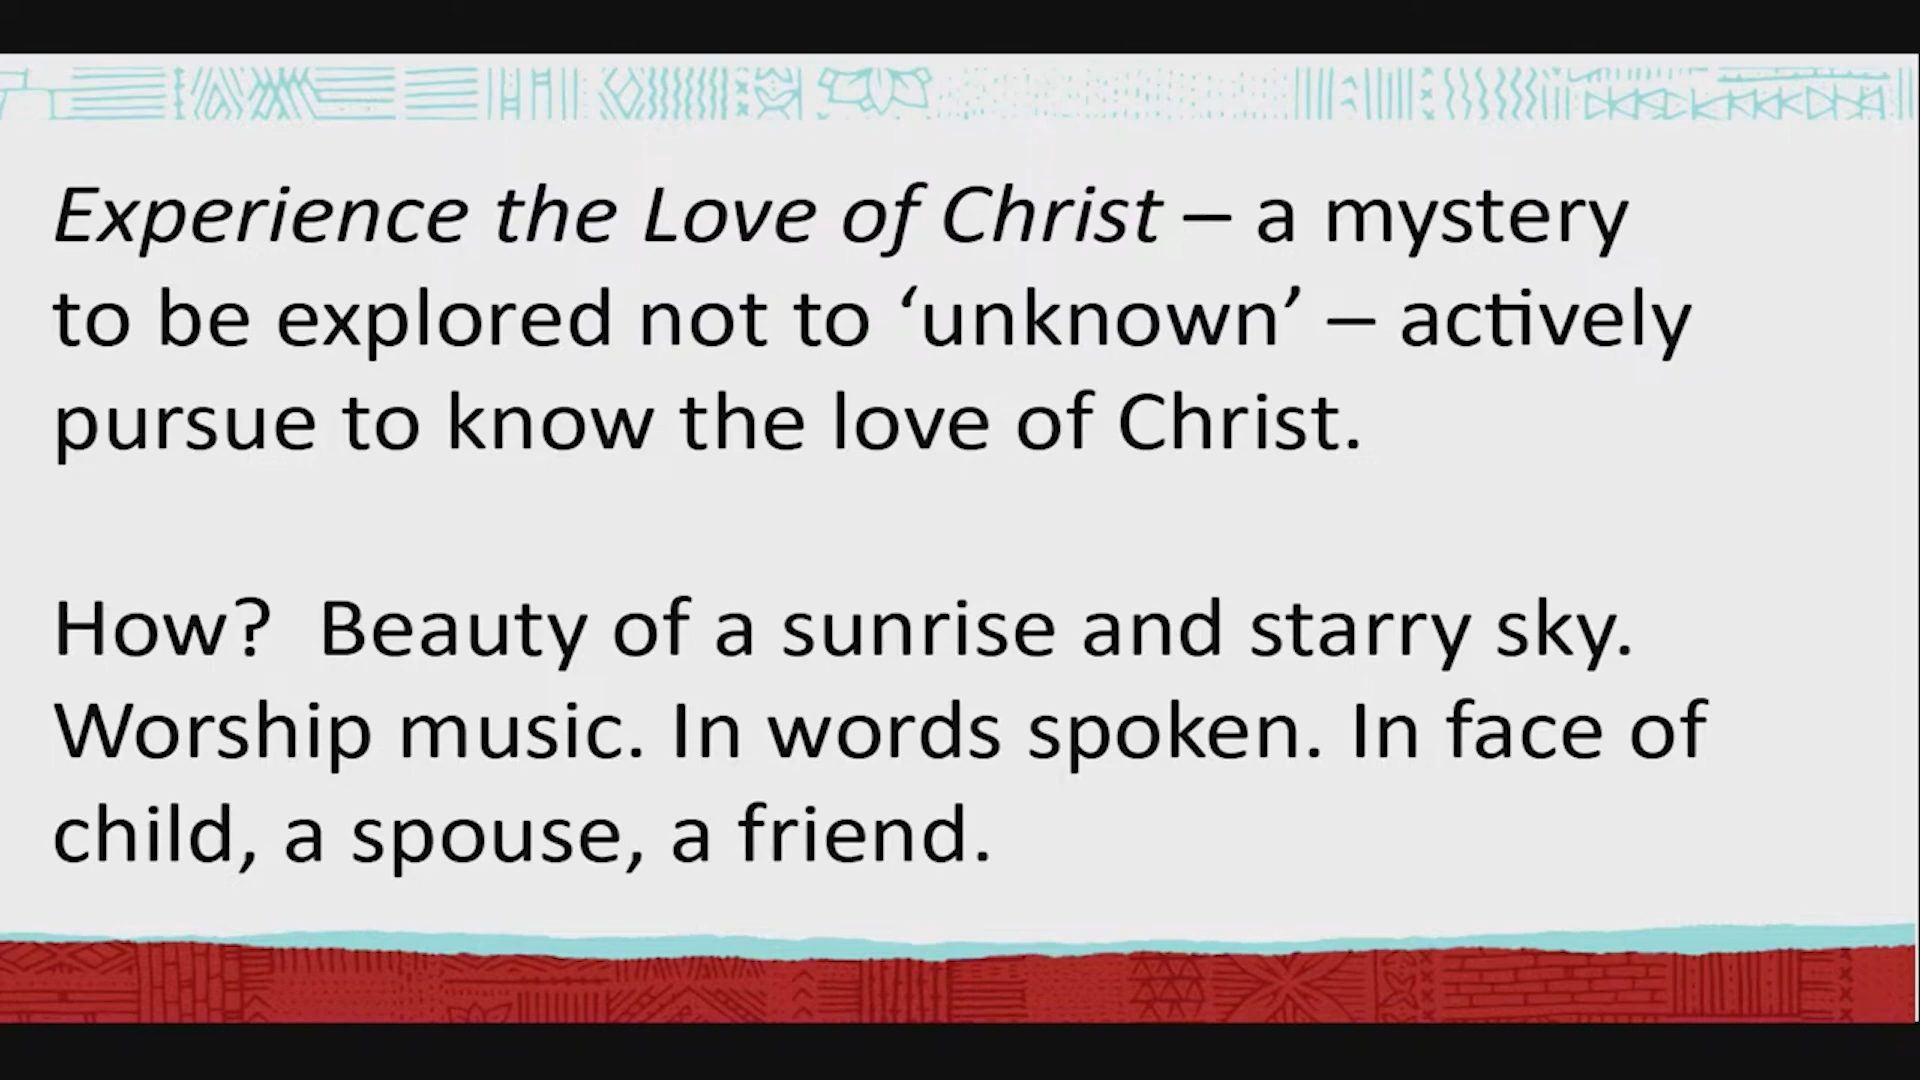 Experience the Love of Christ – a mystery
to be explored not to ‘unknown’ – actively
pursue to know the love of Christ.
How?  Beauty of a sunrise and starry sky.
Worship music. In words spoken. In face of
child, a spouse, a friend.